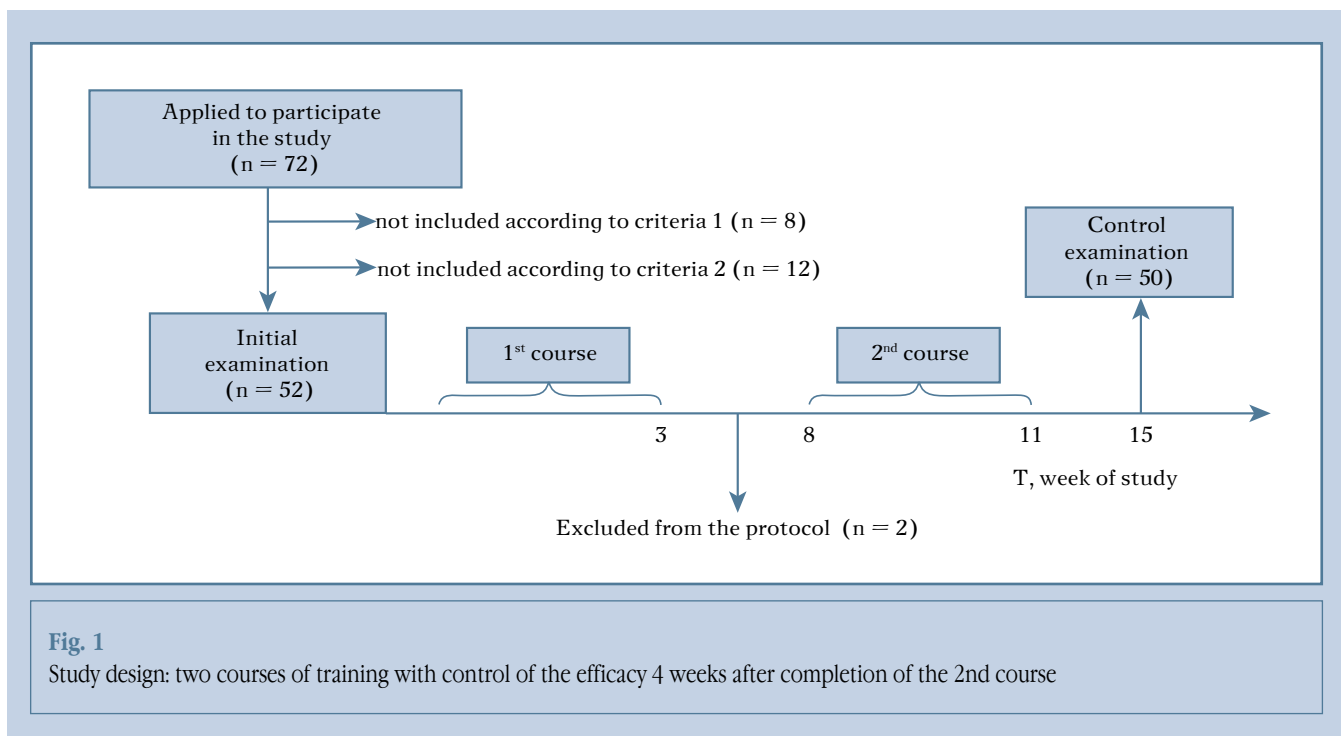 Applied to participate
in the study
(n = 72)
not included according to criteria 1 (n = 8)
not included according to criteria 2 (n = 12)
Initial
examination
(n = 52)
1st course
2nd course
Control
examination
(n = 50)
3
8
11
15
T, week of study
Excluded from the protocol (n = 2)
Fig. 1
Study design: two courses of training with control of the efficacy 4 weeks after completion of the 2nd course